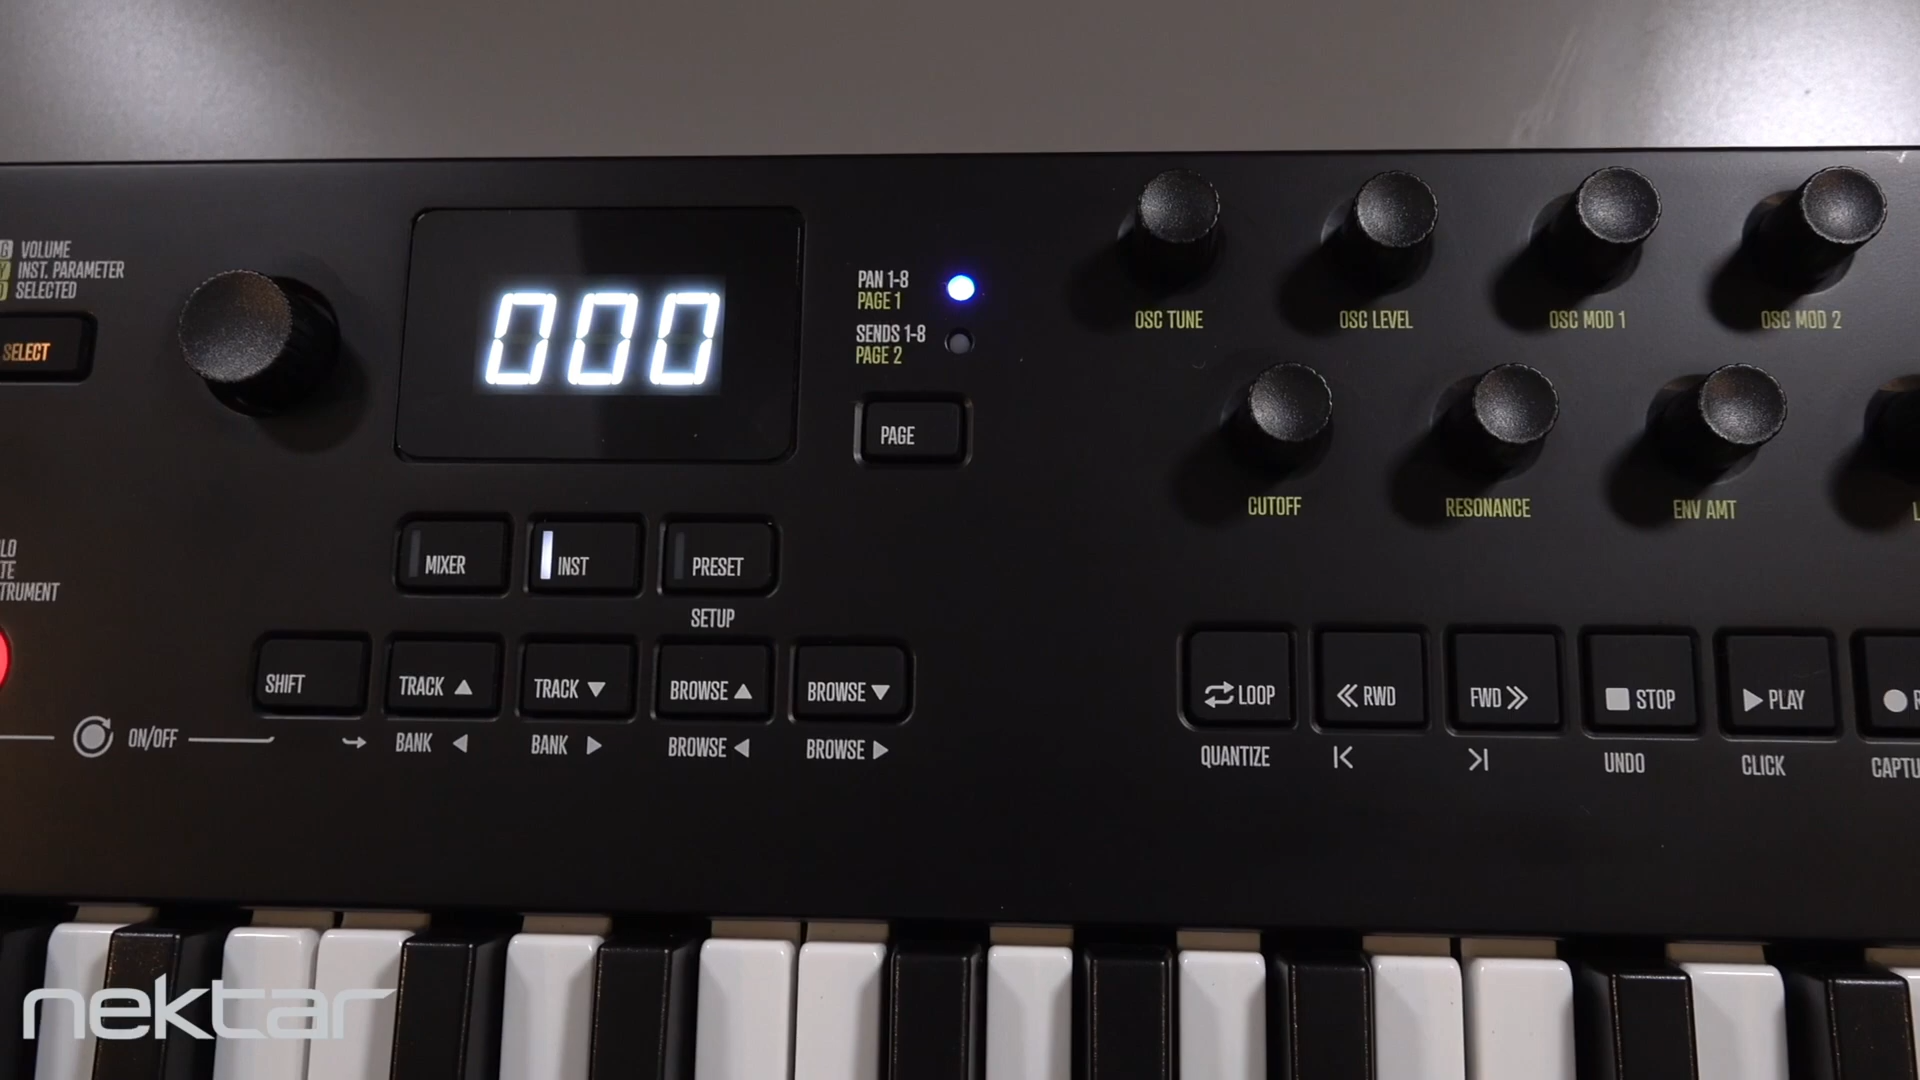 VOLUME
INST. PARAMETER
SELECTED
SELECT
000
PAN 1-8
PAGE 1
SENDS 1-8
PAGE 2
PAGE
OSC TUNE
OSC LEVEL
OSC MOD 1
OSC MOD 2
CUTOFF
RESONANCE
ENV AMT
MIXER
INST
PRESET
SETUP
SHIFT
TRACK ▲
TRACK ▼
BROWSE ▲
BROWSE ▼
ON/OFF
BANK ◀
BANK ▶
BROWSE ◀
BROWSE ▶
LOOP
RWD
FWD
STOP
PLAY
QUANTIZE
UNDO
CLICK
nektar